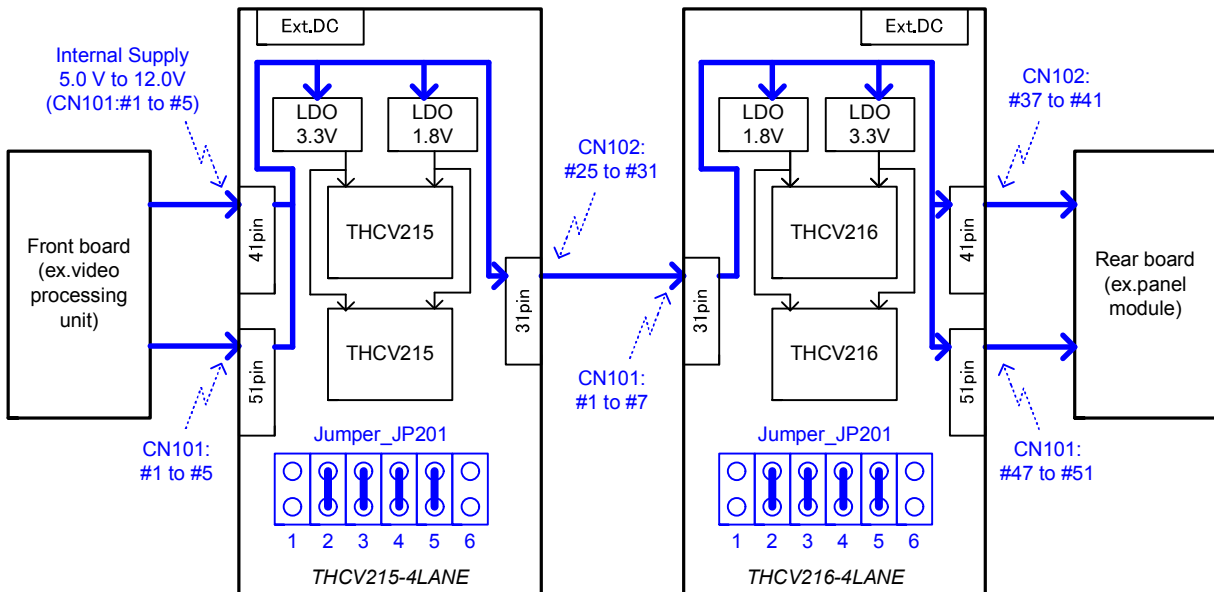 Ext.DC
Ext.DC
Internal Supply
5.0 V to 12.0V
(CN101:#1 to #5)
LDO
3.3V
LDO
1.8V
CN102:
#25 to #31
LDO
1.8V
LDO
3.3V
CN102:
#37 to #41
Front board
(ex.video
processing
unit)
41pin
THCV215
31pin
31pin
THCV216
41pin
Rear board
(ex.panel
module)
51pin
THCV215
THCV216
51pin
CN101:
#1 to #5
CN101:
#1 to #7
CN101:
#47 to #51
Jumper_JP201
1 2 3 4 5 6
THCV215-4LANE
Jumper_JP201
1 2 3 4 5 6
THCV216-4LANE